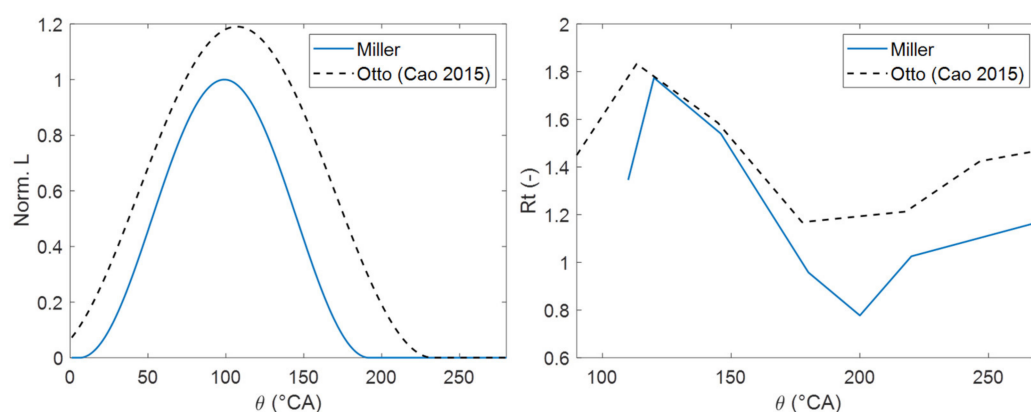 Miller
Otto (Cao 2015)
Norm. L
1.2
1
0.8
0.6
0.4
0.2
0
0 50 100 150 200 250
θ (°CA)
Miller
Otto (Cao 2015)
Rt (-)
2
1.8
1.6
1.4
1.2
1
0.8
0.6
100 150 200 250
θ (°CA)